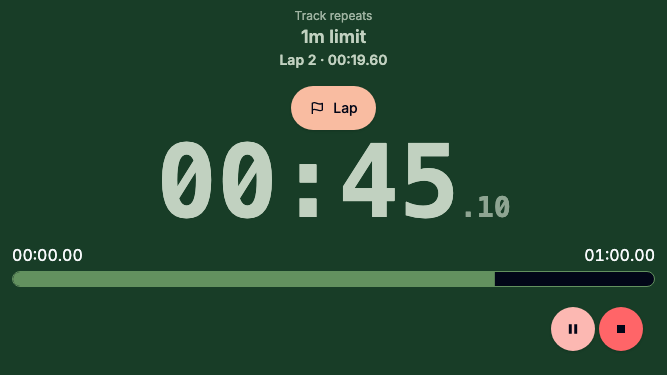 Track repeats
1m limit
Lap 2 · 00:19.60
Lap
00:45.10
00:00.00 01:00.00